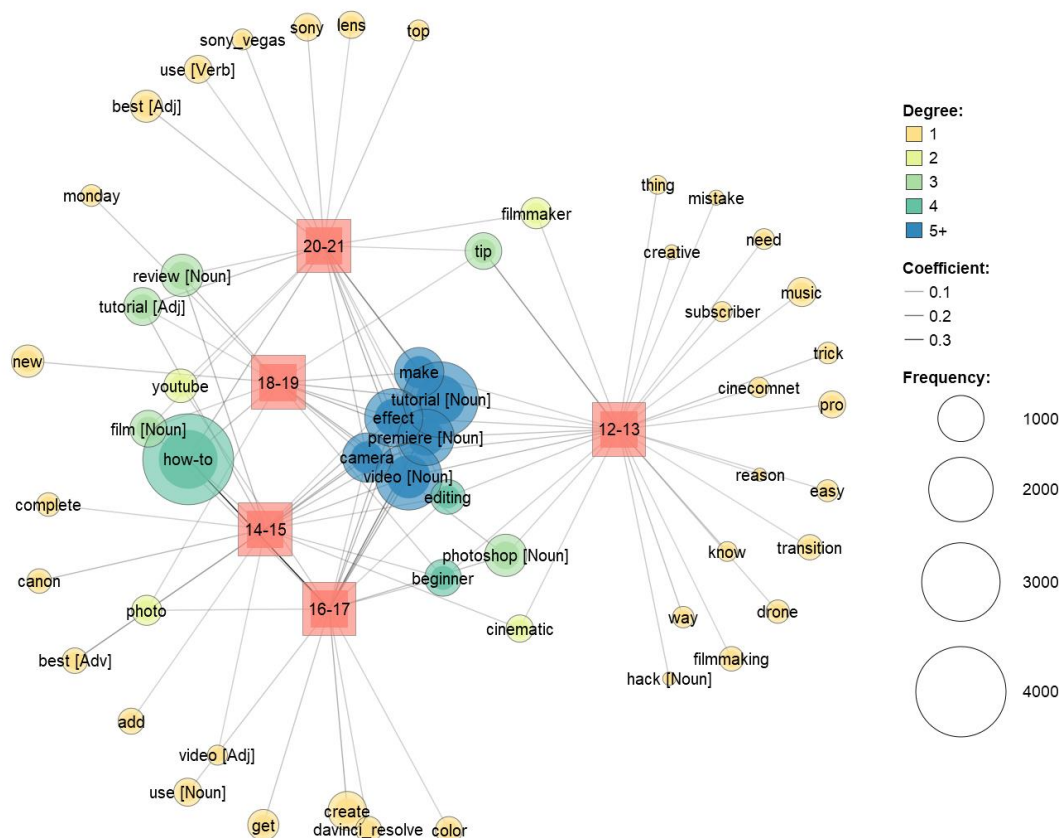 sony_vegas
sony
lens
top
use [Verb]
best [Adj]
monday
20-21
filmmaker
tip
thing
mistake
creative
need
music
subscriber
review [Noun]
tutorial [Adj]
new
youtube
18-19
make
tutorial [Noun]
effect
premiere [Noun]
film [Noun]
how-to
camera
video [Noun]
editing
12-13
trick
cinecomnet
pro
reason
easy
complete
14-15
photoshop [Noun]
know
transition
canon
beginner
photo
16-17
cinematic
way
drone
best [Adv]
filmmaking
hack [Noun]
add
video [Adj]
use [Noun]
get
create
davinci_resolve
color
Degree:
1
2
3
4
5+
Coefficient:
0.1
0.2
0.3
Frequency:
1000
2000
3000
4000